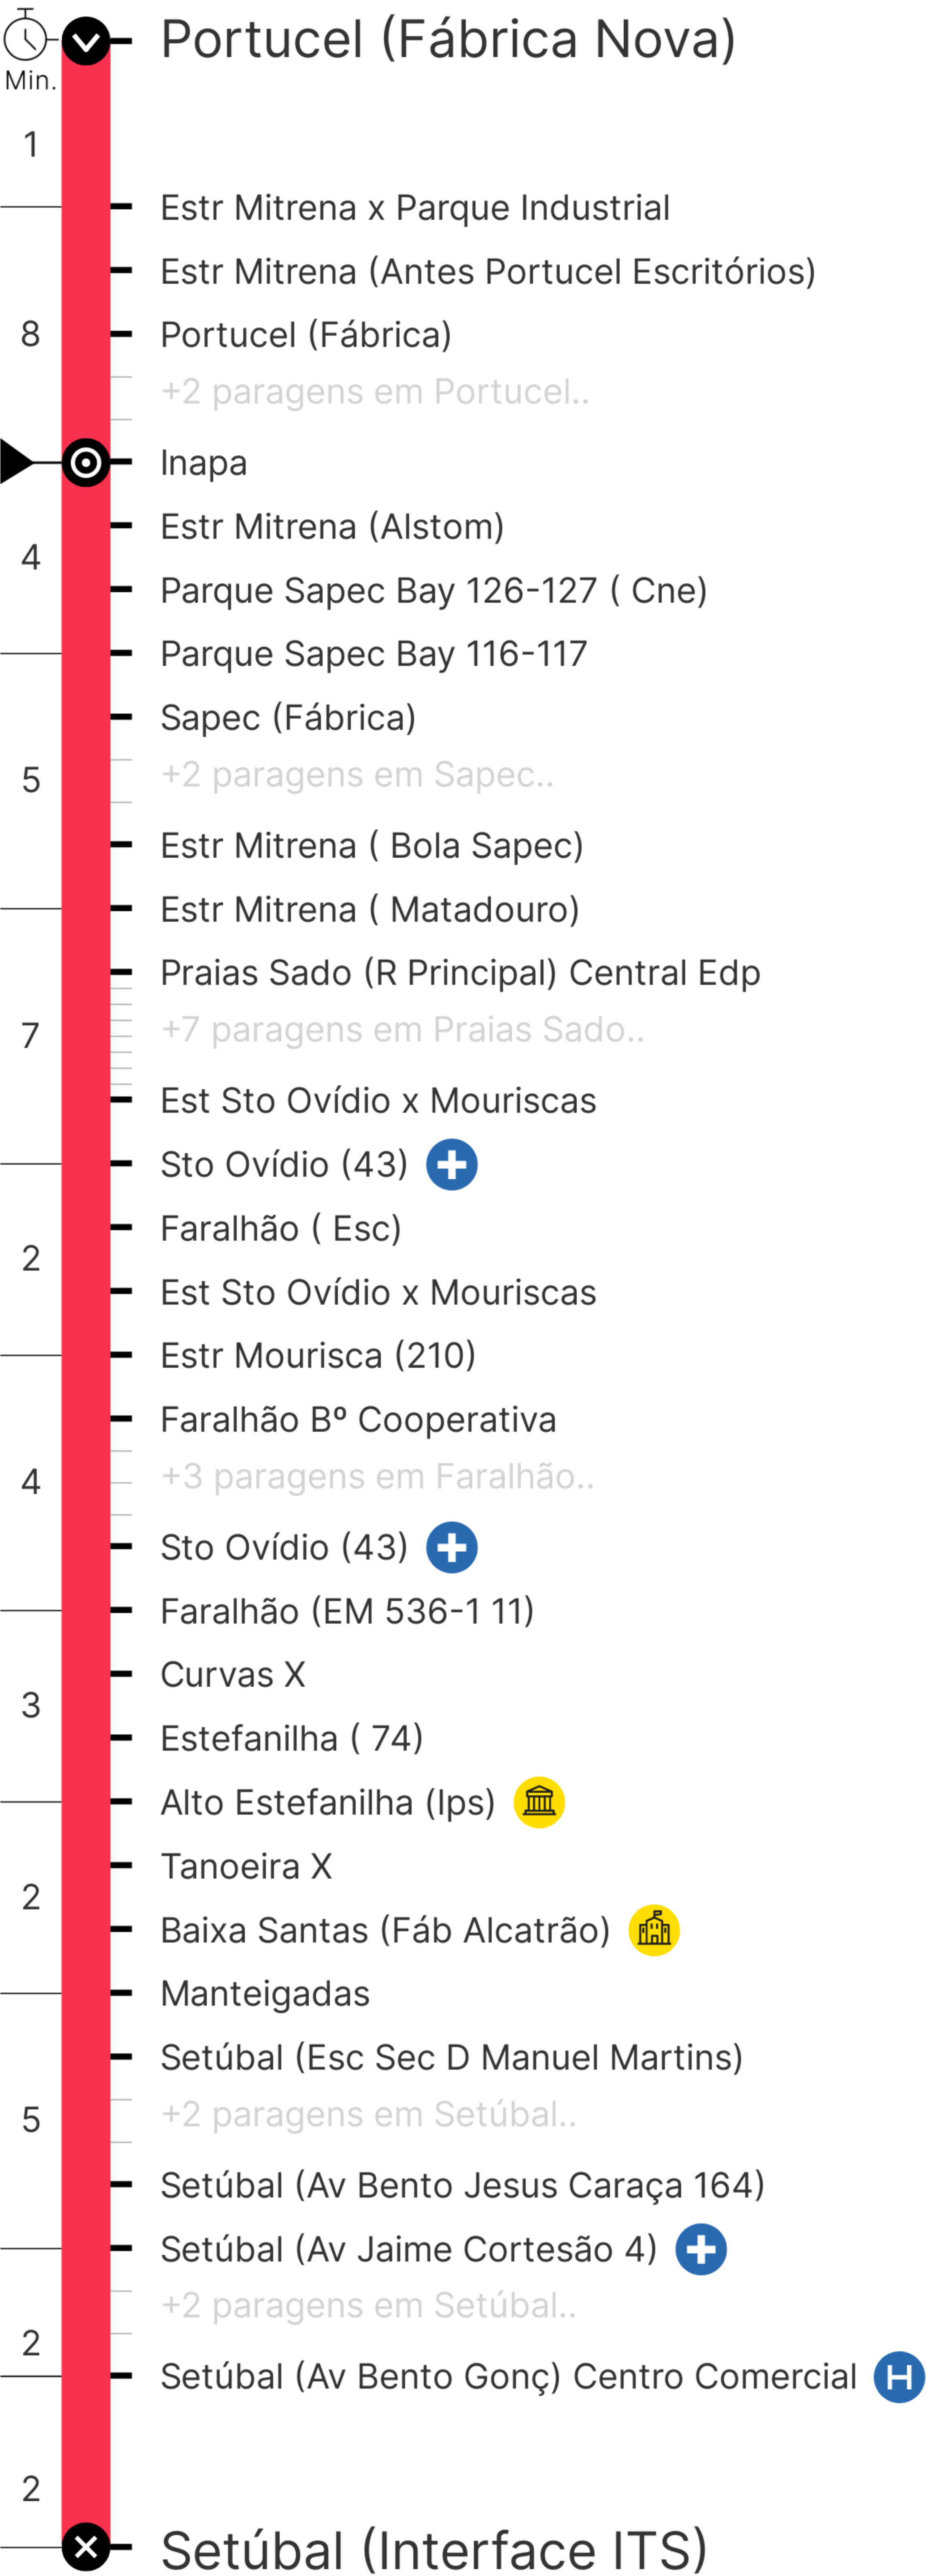 Portucel (Fábrica Nova)
Min.
1
Estr Mitrena x Parque Industrial
Estr Mitrena (Antes Portucel Escritórios)
8
Portucel (Fábrica)
+2 paragens em Portucel..
Inapa
Estr Mitrena (Alstom)
4
Parque Sapec Bay 126-127 ( Cne)
Parque Sapec Bay 116-117
Sapec (Fábrica)
5
+2 paragens em Sapec..
Estr Mitrena ( Bola Sapec)
Estr Mitrena ( Matadouro)
Praias Sado (R Principal) Central Edp
7
+7 paragens em Praias Sado..
Est Sto Ovídio x Mouriscas
Sto Ovídio (43)
Faralhão ( Esc)
2
Est Sto Ovídio x Mouriscas
Estr Mourisca (210)
Faralhão Bº Cooperativa
4
+3 paragens em Faralhão..
Sto Ovídio (43)
Faralhão (EM 536-1 11)
Curvas X
3
Estefanilha ( 74)
Alto Estefanilha (Ips)
Tanoeira X
2
Baixa Santas (Fáb Alcatrão)
Manteigadas
Setúbal (Esc Sec D Manuel Martins)
5
+2 paragens em Setúbal..
Setúbal (Av Bento Jesus Caraça 164)
Setúbal (Av Jaime Cortesão 4)
+2 paragens em Setúbal..
2
Setúbal (Av Bento Gonç) Centro Comercial H
2
Setúbal (Interface ITS)